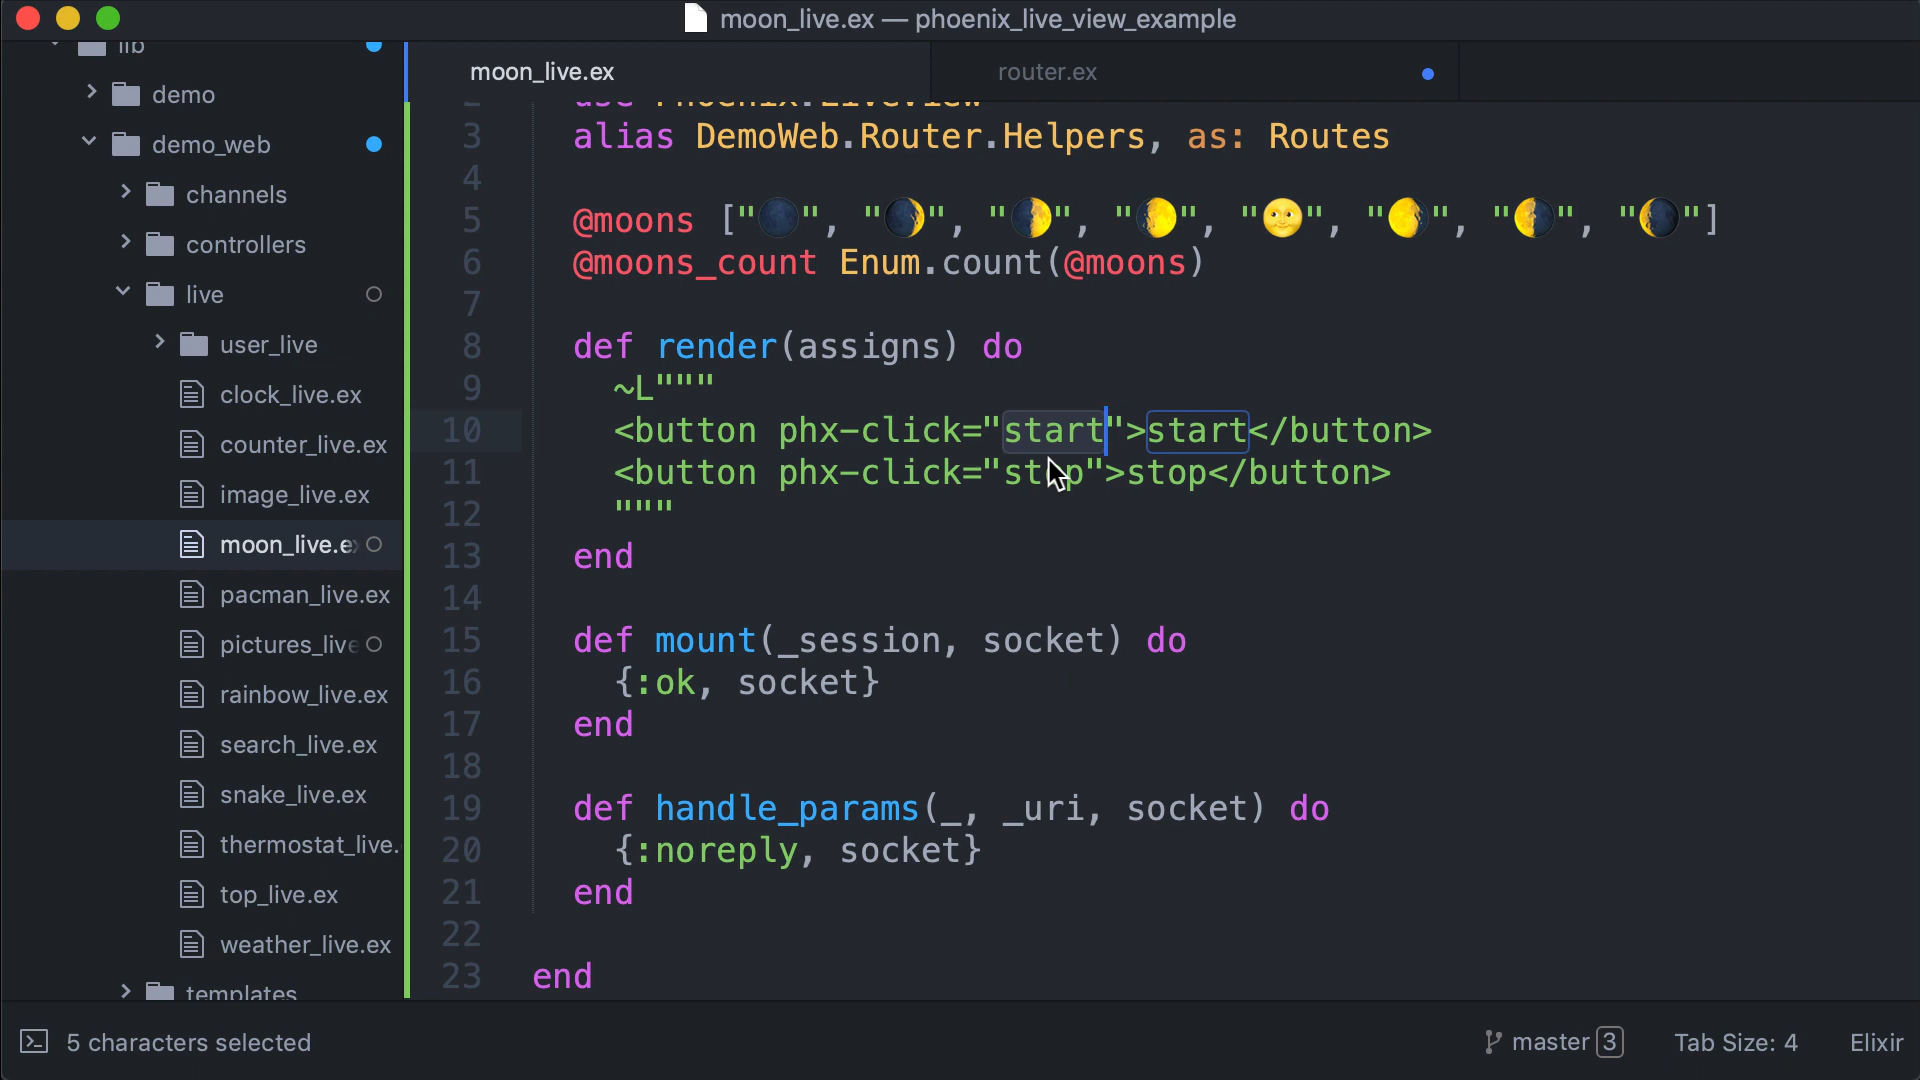 moon_live.ex — phoenix_live_view_example
lib
demo
demo_web
channels
controllers
live
user_live
clock_live.ex
counter_live.ex
image_live.ex
moon_live.ex
pacman_live.ex
pictures_live
rainbow_live.ex
search_live.ex
snake_live.ex
thermostat_live.
top_live.ex
weather_live.ex
templates
moon_live.ex
router.ex
2 use Phoenix.LiveView
3 alias DemoWeb.Router.Helpers, as: Routes
4
5 @moons ["🌑", "🌒", "🌓", "🌔", "🌝", "🌖", "🌗", "🌘"]
6 @moons_count Enum.count(@moons)
7
8 def render(assigns) do
9 ~L"""
10 <button phx-click="start">start</button>
11 <button phx-click="stop">stop</button>
12 """
13 end
14
15 def mount(_session, socket) do
16 {:ok, socket}
17 end
18
19 def handle_params(_, _uri, socket) do
20 {:noreply, socket}
21 end
22
23 end
5 characters selected
master 3
Tab Size: 4
Elixir